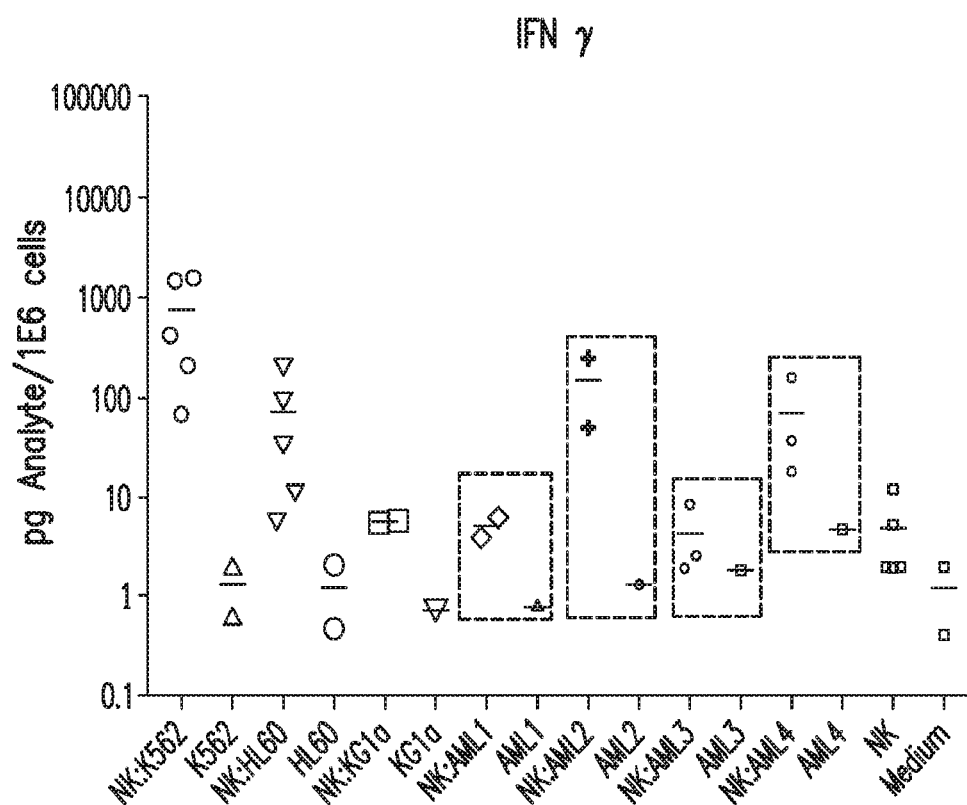 IFN γ
pg Analyte/1E6 cells
100000
10000
1000
100
10
1
0.1
NK:K562
K562
NK:HL60
HL60
NK:KG1a
KG1a
NK:AML1
AML1
NK:AML2
AML2
NK:AML3
AML3
NK:AML4
AML4
NK
Medium